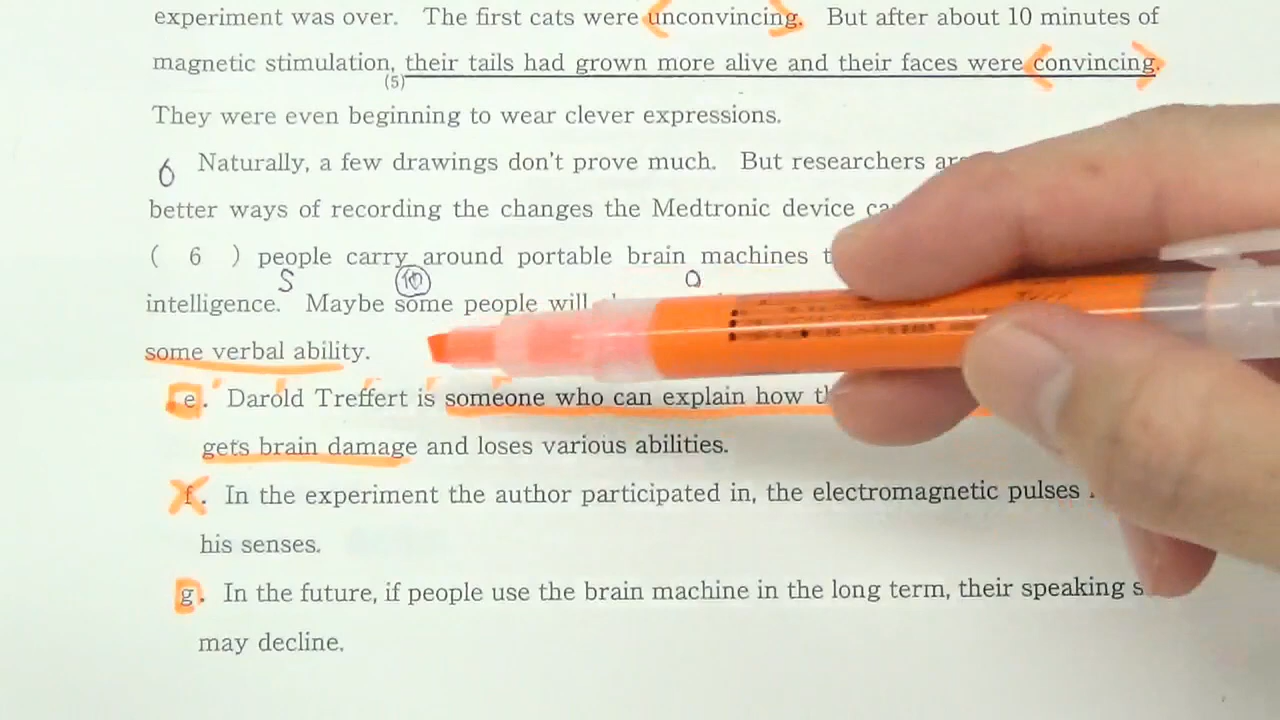 experiment was over. The first cats were unconvincing. But after about 10 minutes of
magnetic stimulation, their tails had grown more alive and their faces were convincing.
(5)
They were even beginning to wear clever expressions.
6 Naturally, a few drawings don't prove much. But researchers
better ways of recording the changes the Medtronic device
( 6 ) people carry around portable brain machines
S 10 O
intelligence. Maybe some people will
some verbal ability.
e. Darold Treffert is someone who can explain how
gets brain damage and loses various abilities.
f. In the experiment the author participated in, the electromagnetic pulses
his senses.
g. In the future, if people use the brain machine in the long term, their speaking s
may decline.